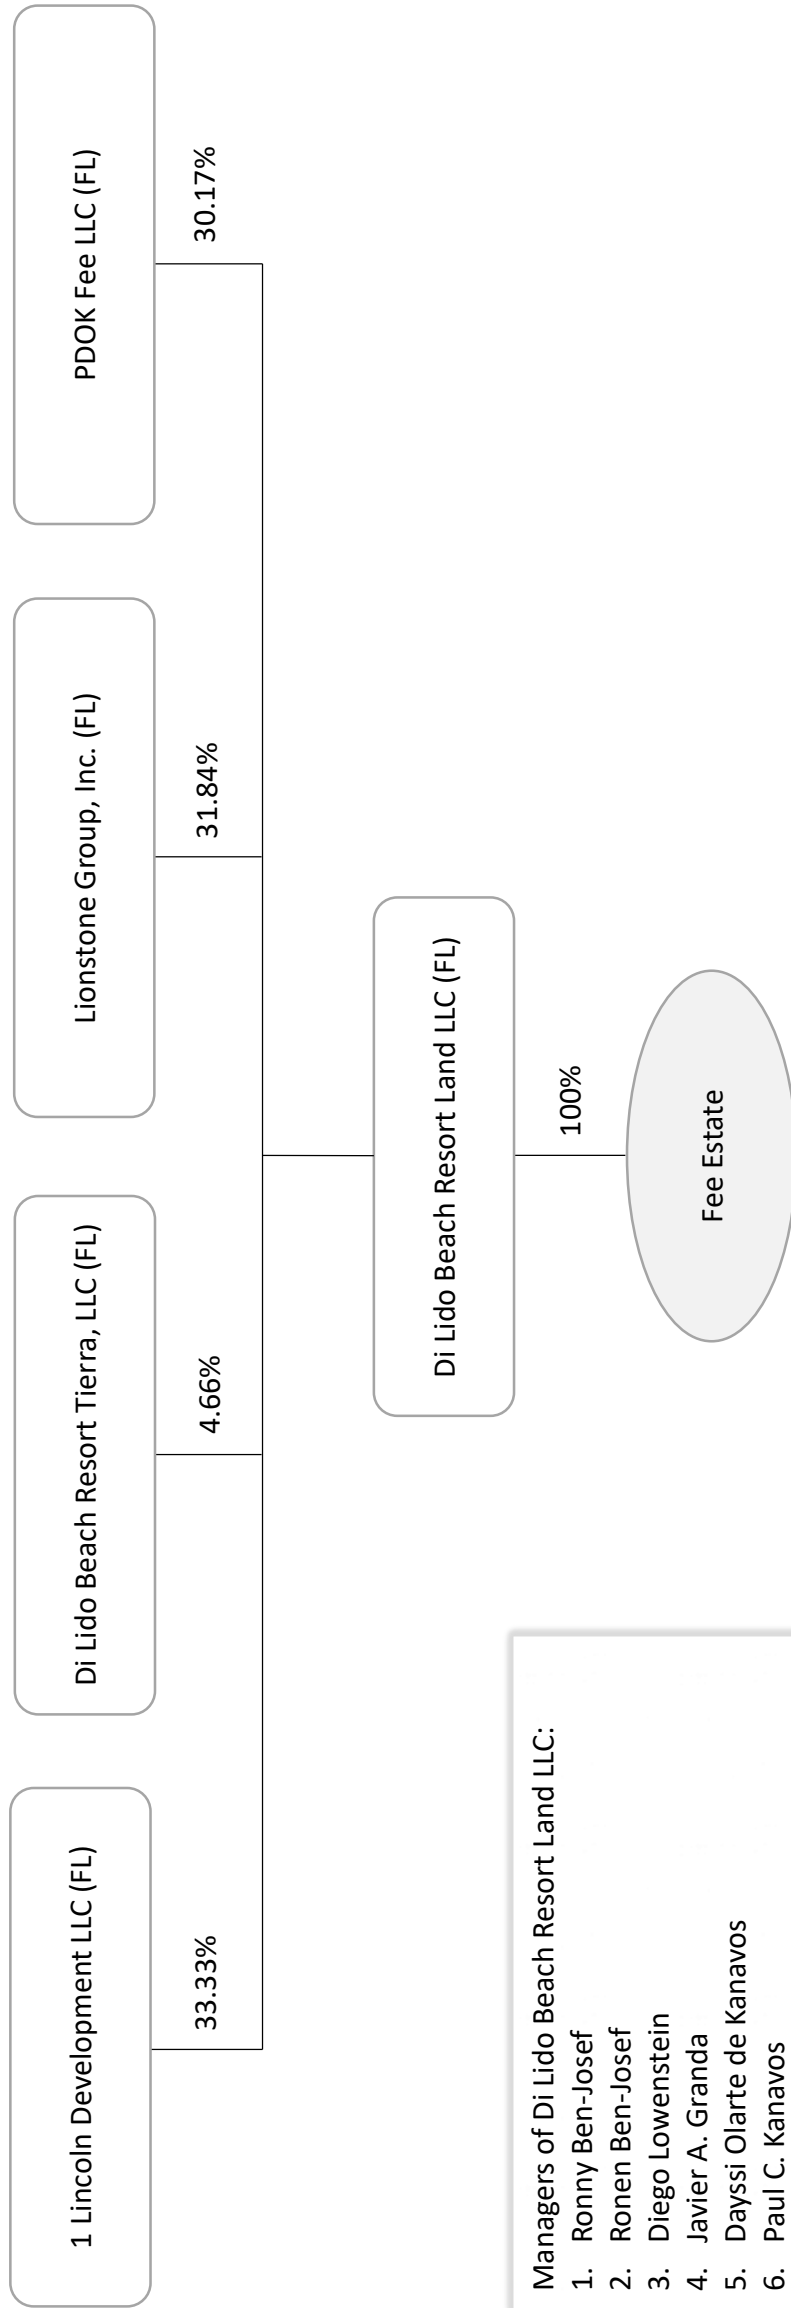 1 Lincoln Development LLC (FL)
Di Lido Beach Resort Tierra, LLC (FL)
Lionstone Group, Inc. (FL)
PDOK Fee LLC (FL)
33.33%
4.66%
31.84%
30.17%
Di Lido Beach Resort Land LLC (FL)
100%
Fee Estate
Managers of Di Lido Beach Resort Land LLC:
1. Ronny Ben-Josef
2. Ronen Ben-Josef
3. Diego Lowenstein
4. Javier A. Granda
5. Dayssi Olarte de Kanavos
6. Paul C. Kanavos